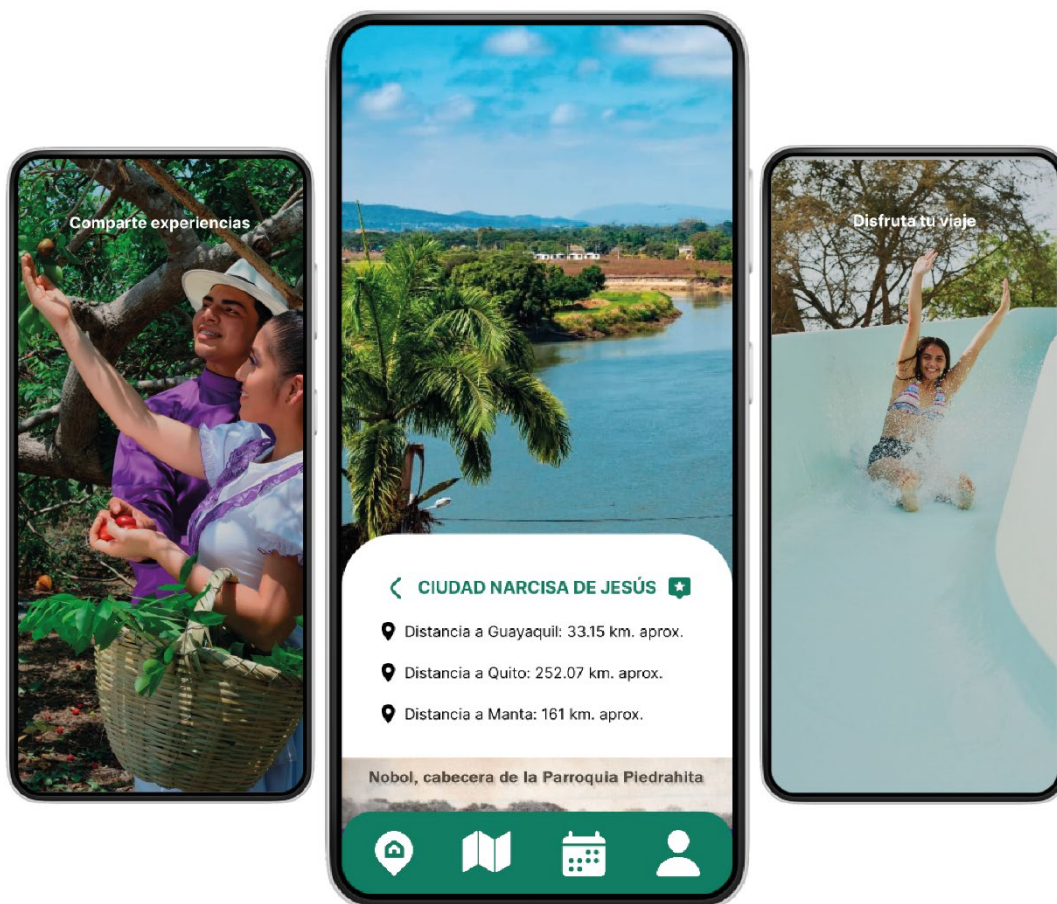 Comparte experiencias
CIUDAD NARCISA DE JESÚS
Distancia a Guayaquil: 33.15 km. aprox.
Distancia a Quito: 252.07 km. aprox.
Distancia a Manta: 161 km. aprox.
Nobol, cabecera de la Parroquia Piedrahita
Disfruta tu viaje